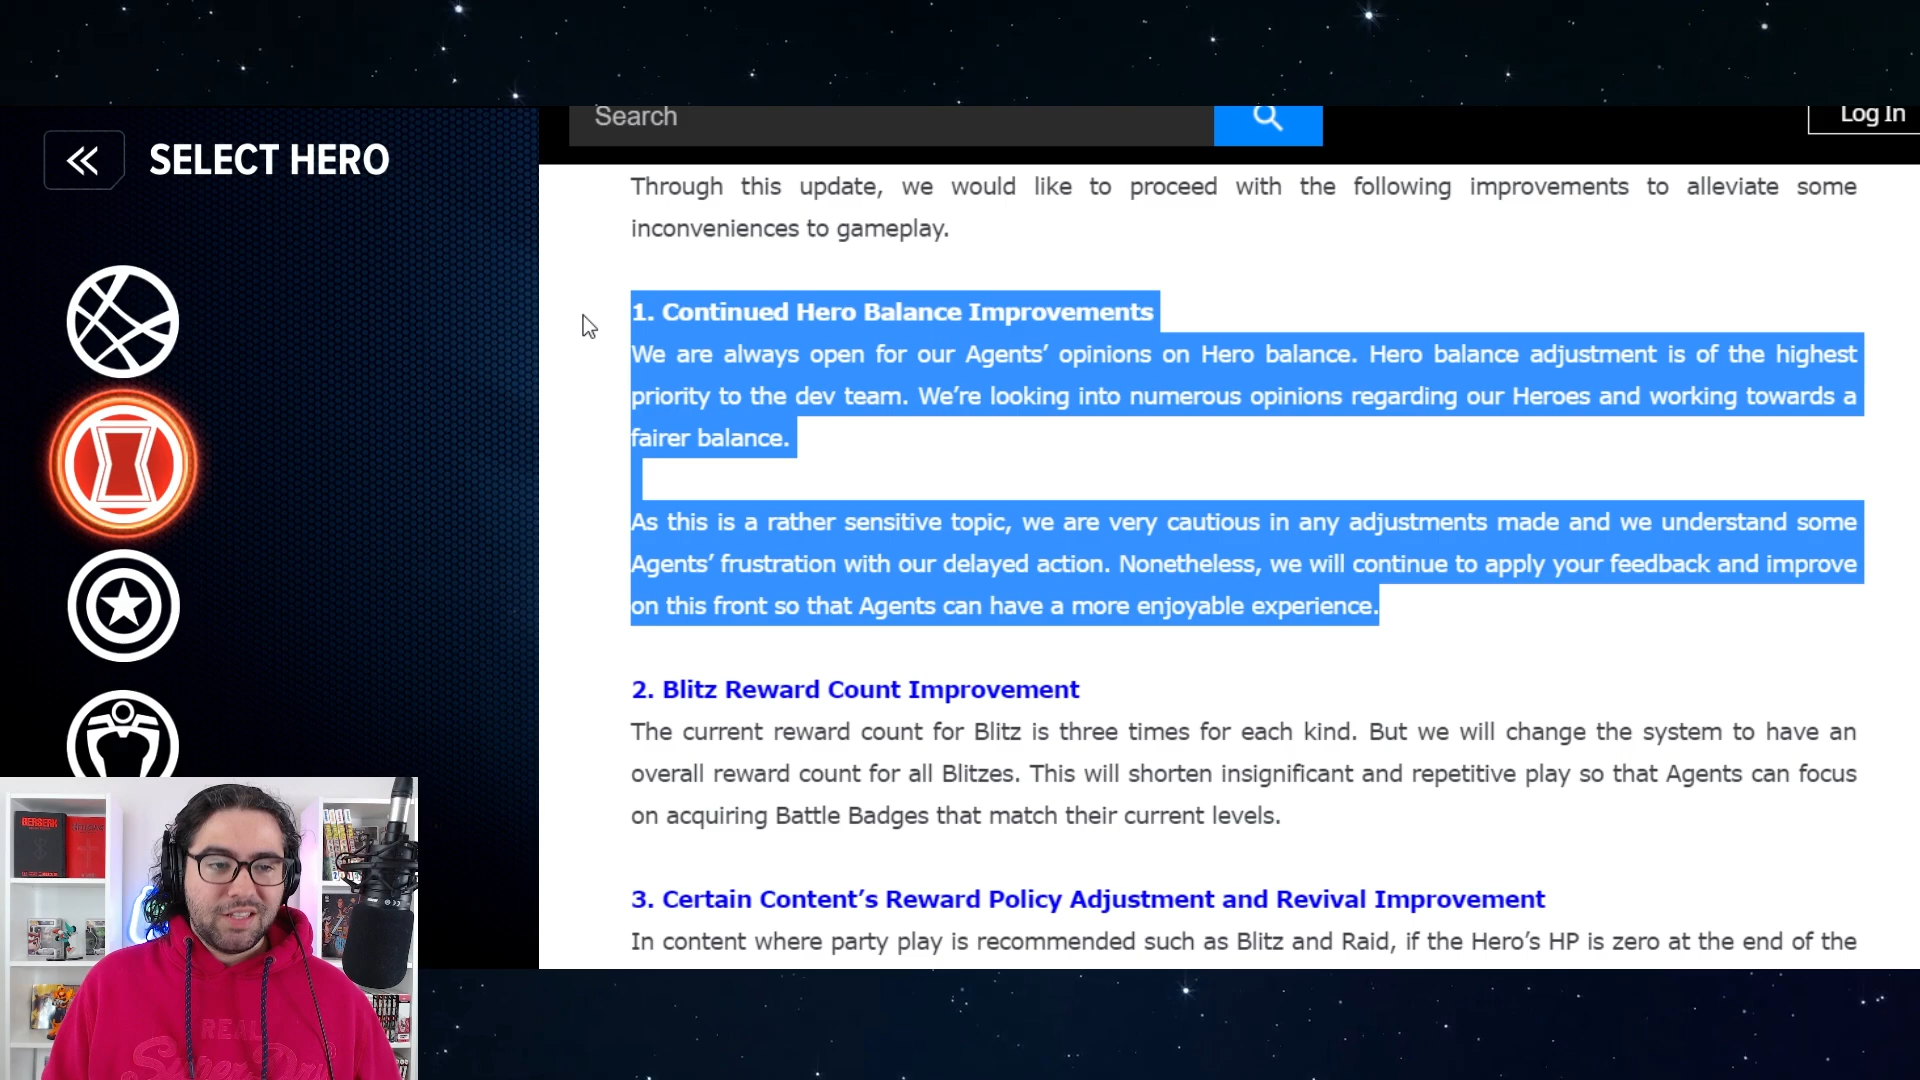 Search
Log In
SELECT HERO
Through this update, we would like to proceed with the following improvements to alleviate some
inconveniences to gameplay.
1. Continued Hero Balance Improvements
We are always open for our Agents’ opinions on Hero balance. Hero balance adjustment is of the highest
priority to the dev team. We’re looking into numerous opinions regarding our Heroes and working towards a
fairer balance.
As this is a rather sensitive topic, we are very cautious in any adjustments made and we understand some
Agents’ frustration with our delayed action. Nonetheless, we will continue to apply your feedback and improve
on this front so that Agents can have a more enjoyable experience.
2. Blitz Reward Count Improvement
The current reward count for Blitz is three times for each kind. But we will change the system to have an
overall reward count for all Blitzes. This will shorten insignificant and repetitive play so that Agents can focus
on acquiring Battle Badges that match their current levels.
3. Certain Content’s Reward Policy Adjustment and Revival Improvement
In content where party play is recommended such as Blitz and Raid, if the Hero’s HP is zero at the end of the
BERSERK
REAL